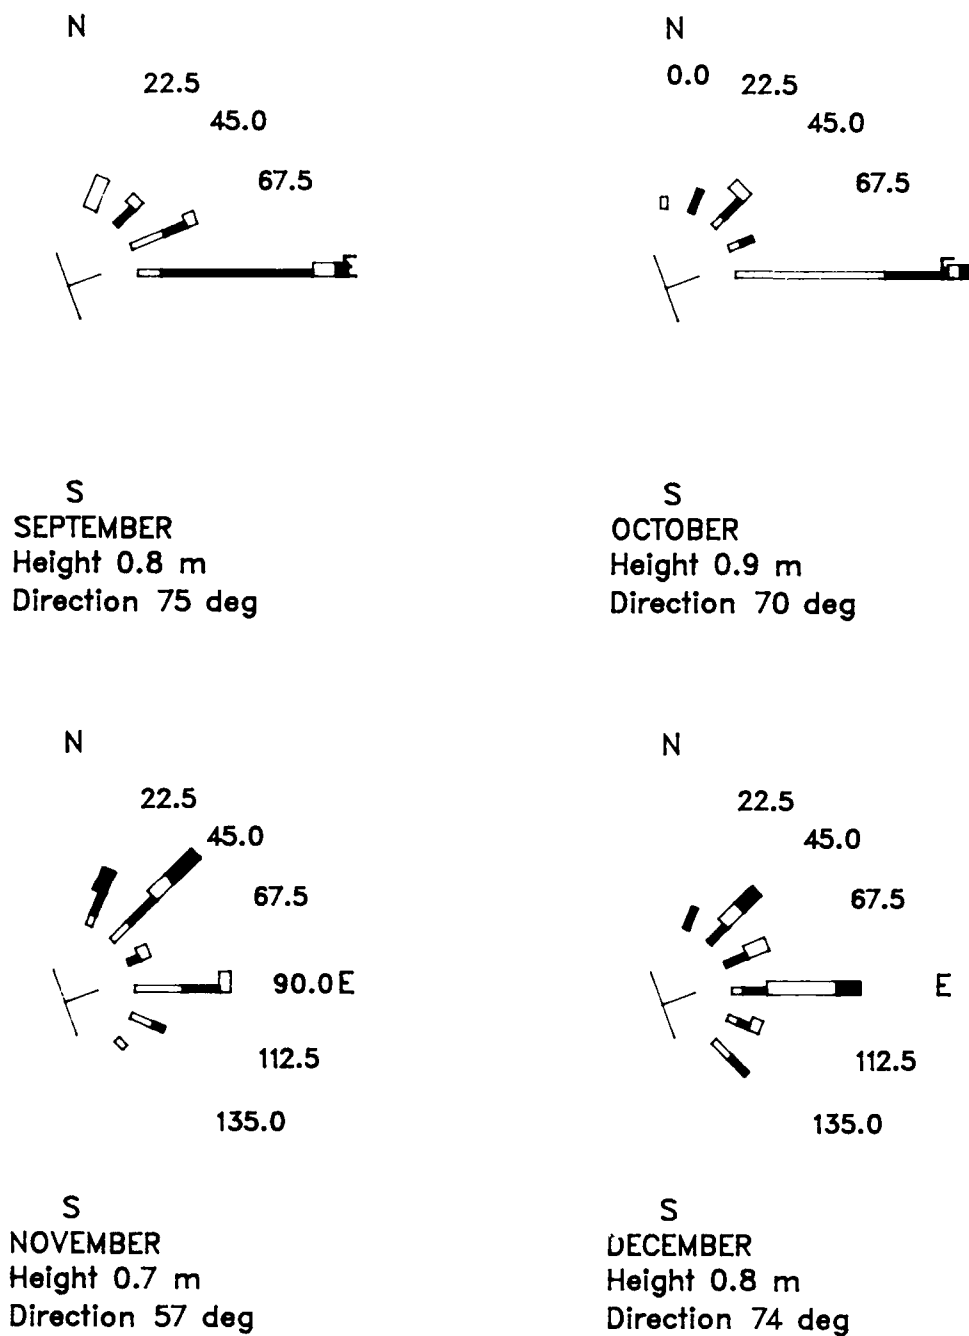 N
22.5
45.0
67.5
E
S
SEPTEMBER
Height 0.8 m
Direction 75 deg
N
0.0 22.5
45.0
67.5
E
S
OCTOBER
Height 0.9 m
Direction 70 deg
N
22.5
45.0
67.5
90.0 E
112.5
135.0
S
NOVEMBER
Height 0.7 m
Direction 57 deg
N
22.5
45.0
67.5
E
112.5
135.0
S
DECEMBER
Height 0.8 m
Direction 74 deg